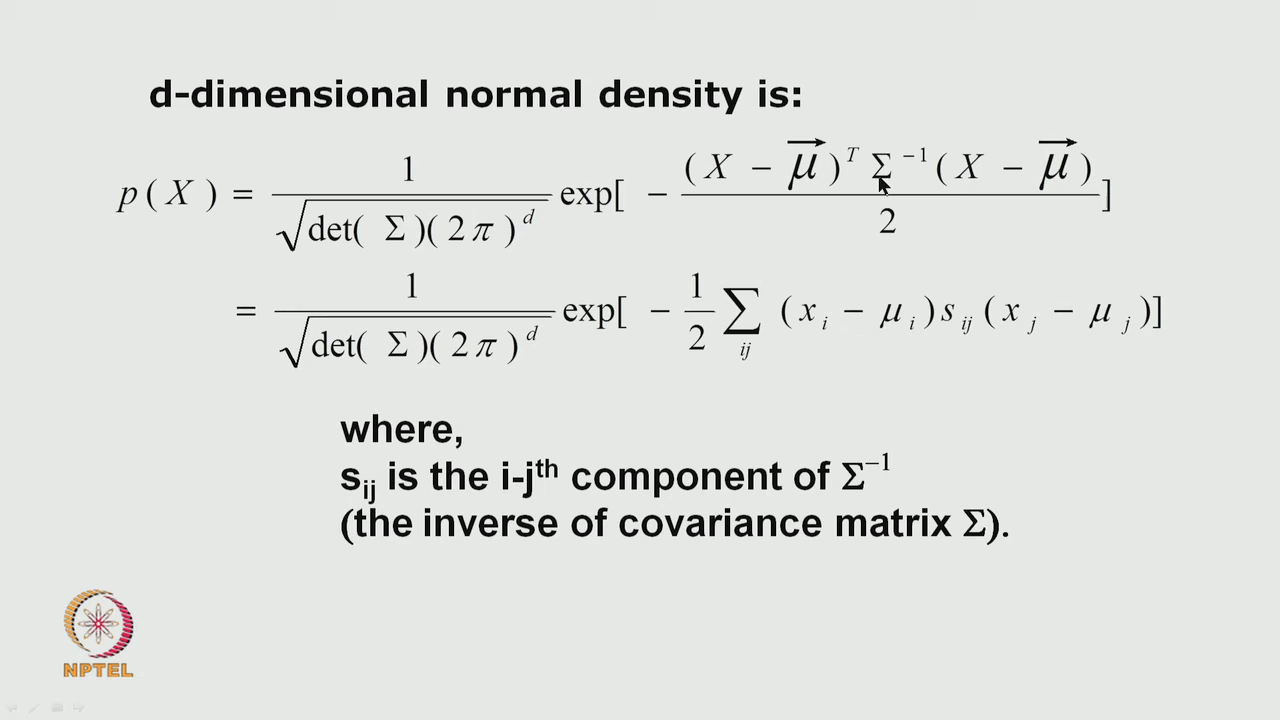 d-dimensional normal density is:
p(X) = 1 / √(det(Σ)(2π)^d) exp[ − (X − μ⃗)^T Σ^−1 (X − μ⃗) / 2 ]
= 1 / √(det(Σ)(2π)^d) exp[ − 1/2 ∑_ij (x_i − μ_i) s_ij (x_j − μ_j)]
where,
s_ij is the i-j^th component of Σ^−1
(the inverse of covariance matrix Σ).
NPTEL